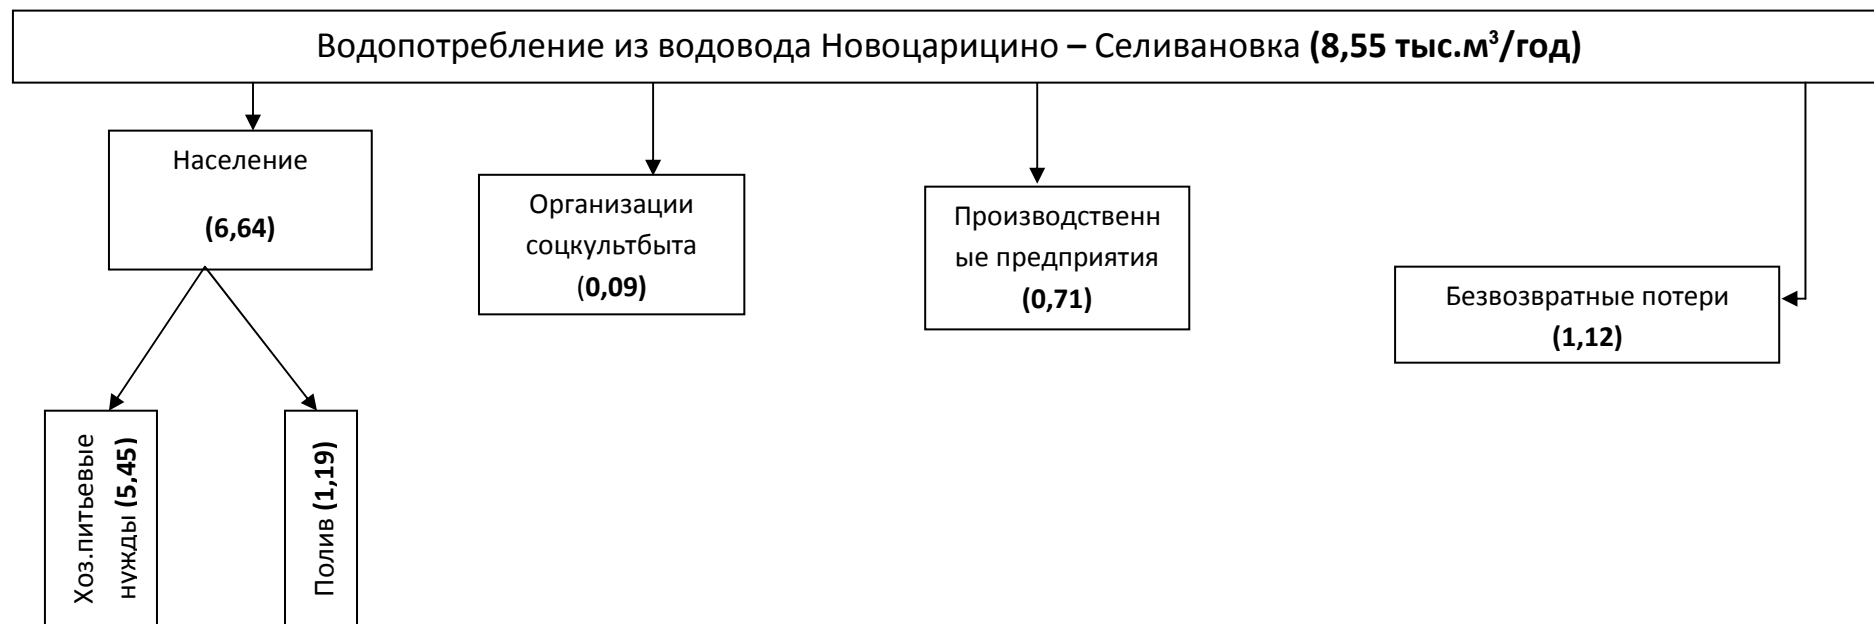 Водопотребление из водовода Новоцарицино – Селивановка (8,55 тыс.м³/год)
Население
(6,64)
Организации
соцкультбыта
(0,09)
Производственн
ые предприятия
(0,71)
Безвозвратные потери
(1,12)
Хоз.питьевые
нужды (5,45)
Полив (1,19)